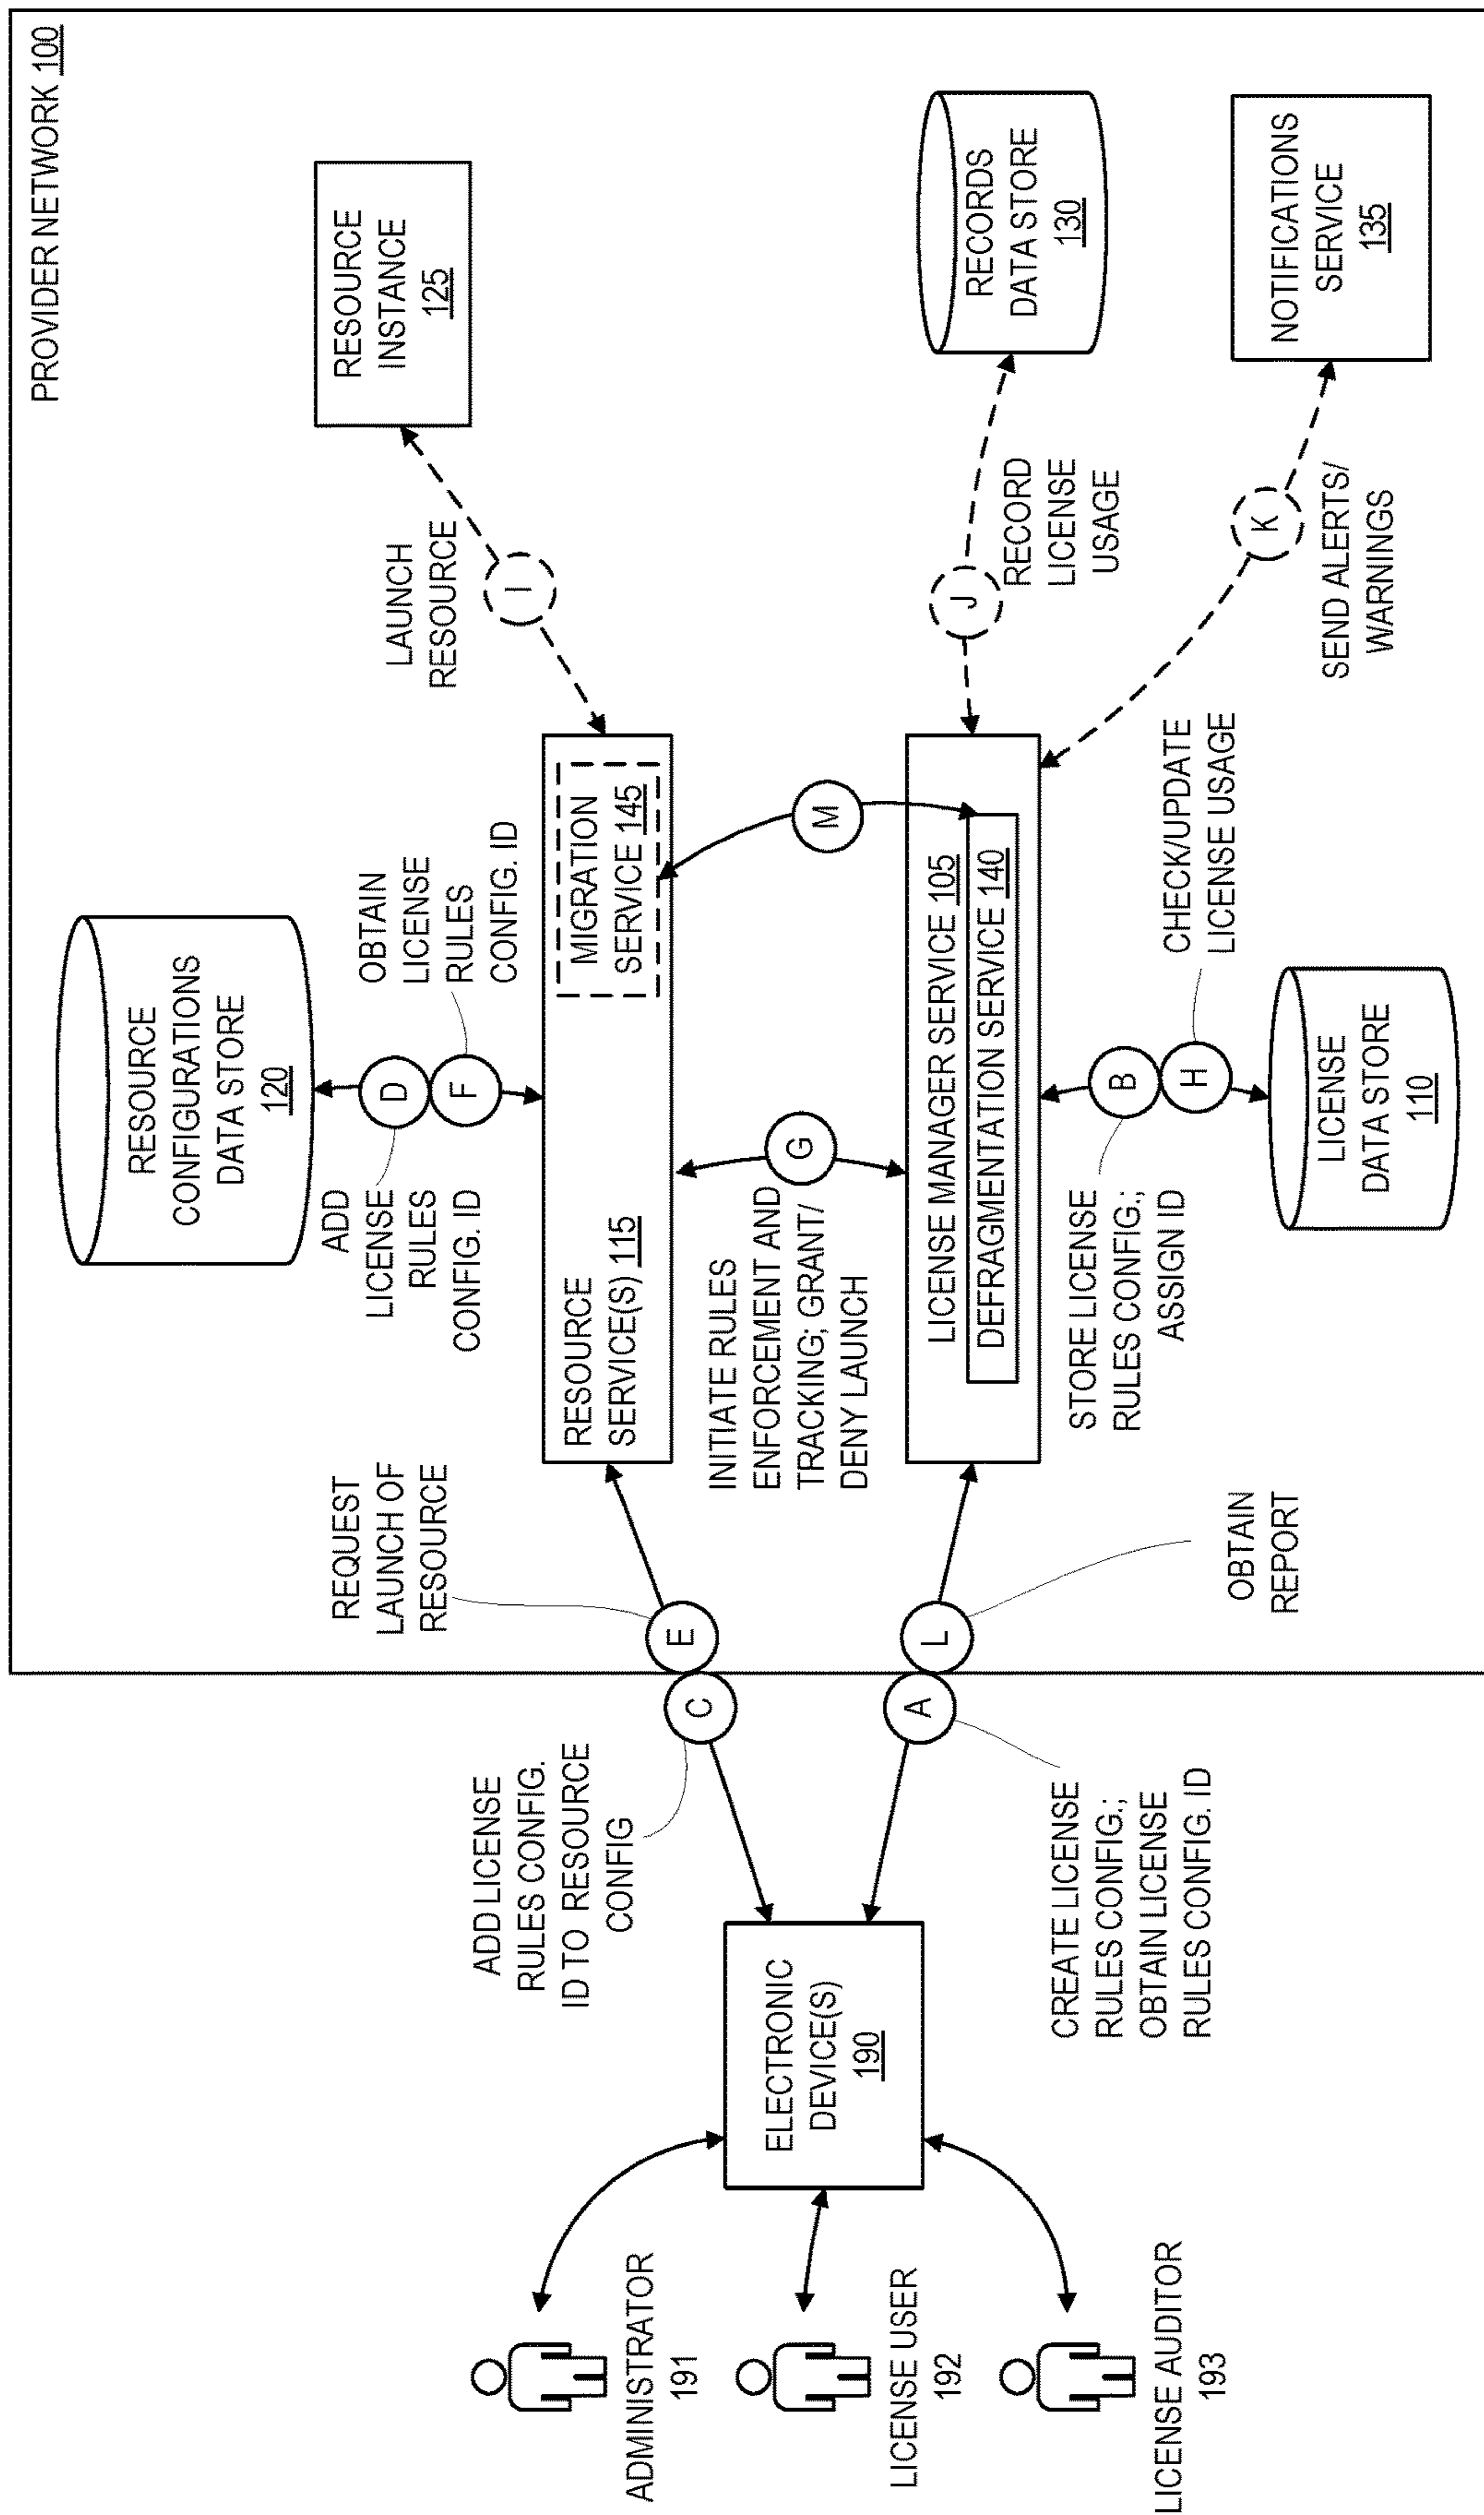 PROVIDER NETWORK 100
RESOURCE
CONFIGURATIONS
DATA STORE
120
RESOURCE
INSTANCE
125
ADD
LICENSE
RULES
CONFIG. ID
D
F
OBTAIN
LICENSE
RULES
CONFIG. ID
LAUNCH
RESOURCE
I
REQUEST
LAUNCH OF
RESOURCE
E
C
ADD LICENSE
RULES CONFIG.
ID TO RESOURCE
CONFIG
RESOURCE
SERVICE(S) 115
MIGRATION
SERVICE 145
INITIATE RULES
ENFORCEMENT AND
TRACKING; GRANT/
DENY LAUNCH
G
M
RECORDS
DATA STORE
130
J
RECORD
LICENSE
USAGE
ADMINISTRATOR
191
LICENSE USER
192
LICENSE AUDITOR
193
ELECTRONIC
DEVICE(S)
190
A
L
CREATE LICENSE
RULES CONFIG.;
OBTAIN LICENSE
RULES CONFIG. ID
OBTAIN
REPORT
LICENSE MANAGER SERVICE 105
DEFRAGMENTATION SERVICE 140
STORE LICENSE
RULES CONFIG.;
ASSIGN ID
B
H
CHECK/UPDATE
LICENSE USAGE
LICENSE
DATA STORE
110
K
SEND ALERTS/
WARNINGS
NOTIFICATIONS
SERVICE
135